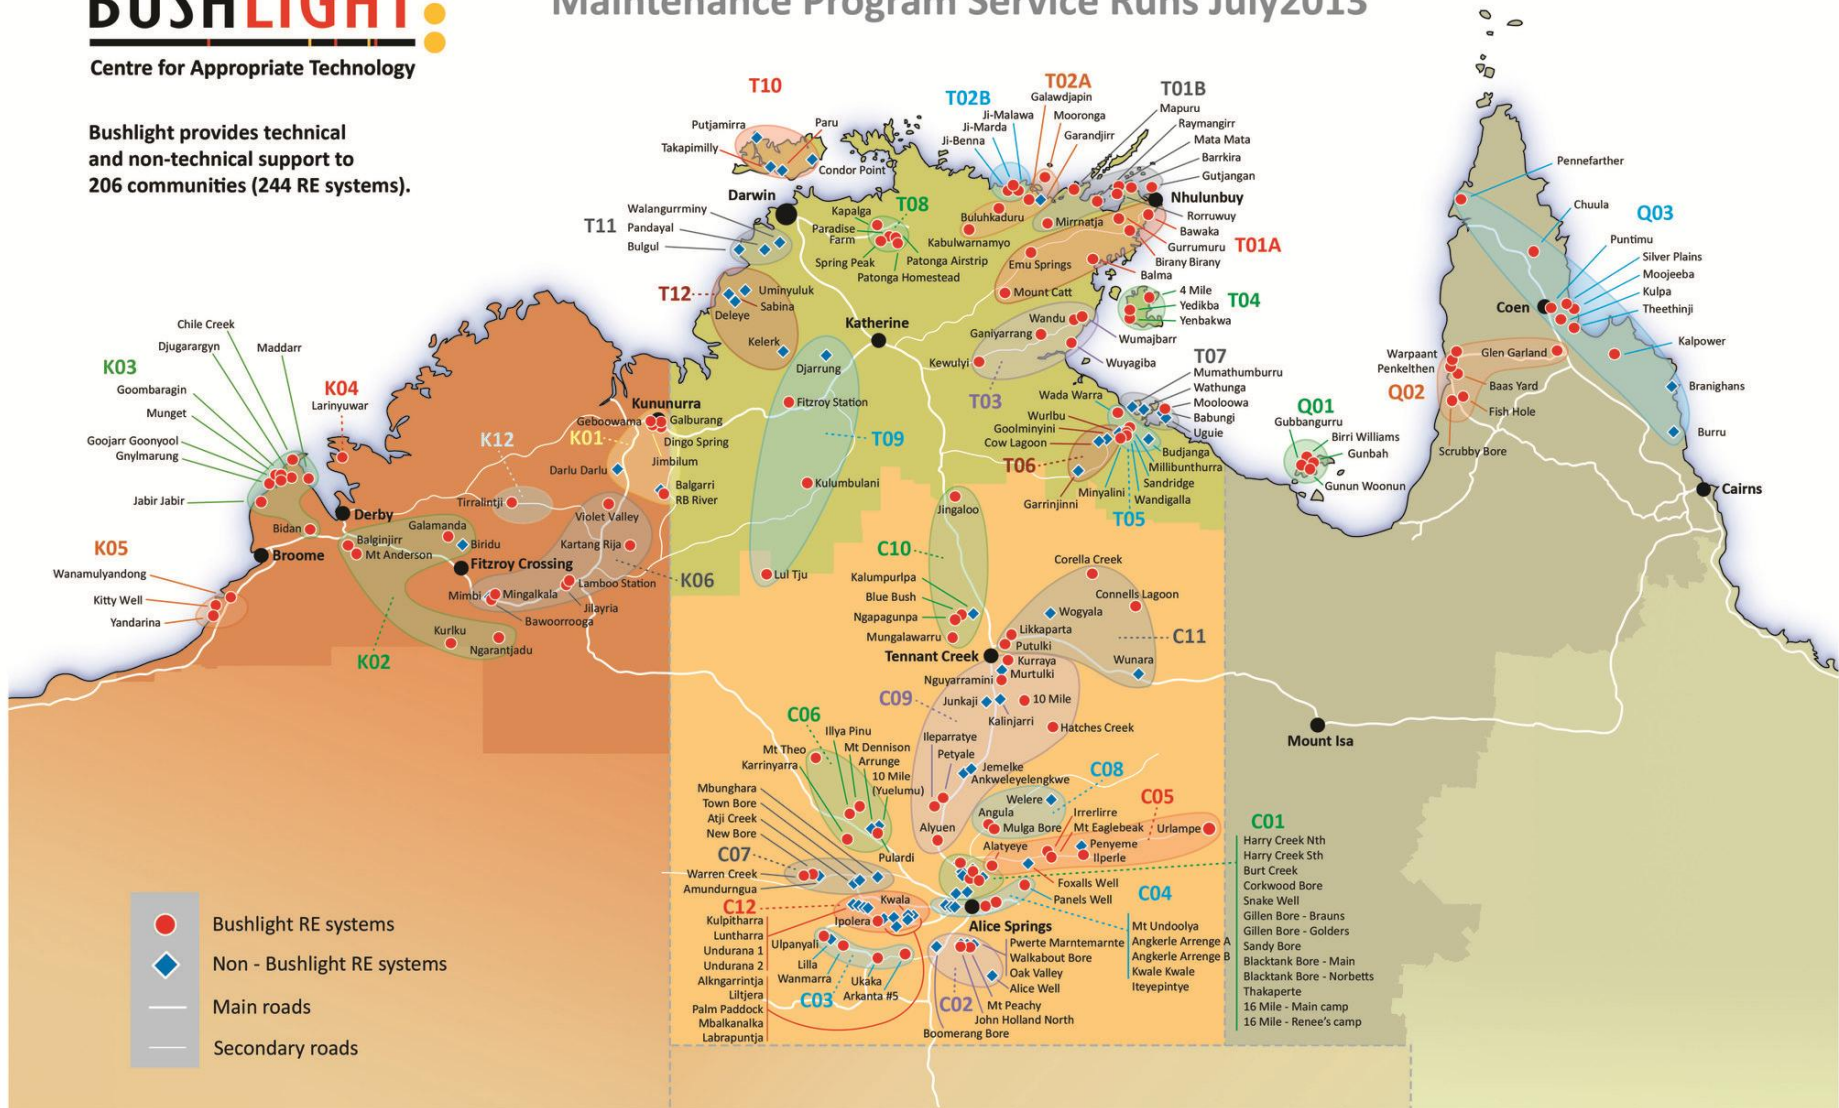 BUSHLIGHT
Centre for Appropriate Technology
Maintenance Program Service Runs July2013
Bushlight provides technical
and non-technical support to
206 communities (244 RE systems).
T10
Putjamirra
Paru
Takapimilly
Condor Point
Darwin
T11
Walangurrminy
Pandayal
Bulgul
T12
Uminyuluk
Sabina
Deleye
Kelerk
T08
Kapalga
Paradise
Farm
Spring Peak
Patonga Airstrip
Patonga Homestead
T02B
Ji-Malawa
Ji-Marda
Ji-Benna
T02A
Galawdjapin
Mooronga
Garandjirr
Buluhkaduru
Kabulwarnamyo
T01B
Mapuru
Raymangirr
Mata Mata
Barrkira
Gutjangan
Nhulunbuy
Mirrnatja
Rorruwuy
Bawaka
Gurrumuru
T01A
Birany Birany
Balma
Emu Springs
Mount Catt
T04
4 Mile
Yedikba
Yenbakwa
Katherine
Wandu
Ganiyarrang
Kewulyi
Wumajbarr
Wuyagiba
T03
T07
Mumathumburru
Wathunga
Mooloowa
Babungi
Uguie
Wada Warra
Wurlbu
Goolminyini
Cow Lagoon
T06
Garrinjinni
Minyalini
Budjanga
Millibunthurra
Sandridge
Wandigalla
T05
Djarrung
Fitzroy Station
T09
Kulumbulani
Lul Tju
Pennefarther
Chuula
Q03
Puntimu
Silver Plains
Moojeeba
Kulpa
Theethinji
Coen
Kalpower
Branighans
Burru
Warpaant
Penkelthen
Glen Garland
Q02
Baas Yard
Fish Hole
Scrubby Bore
Q01
Gubbangurru
Birri Williams
Gunbah
Gunun Woonun
Cairns
Mount Isa
K03
Chile Creek
Djugarargyn
Maddarr
Goombaragin
Munget
Goojarr Goonyool
Gnylmarung
Jabir Jabir
K04
Larinyuwar
Bidan
Derby
Broome
K05
Wanamulyandong
Kitty Well
Yandarina
Kununurra
Geboowama
Galburang
K01
Dingo Spring
Jimbilum
Darlu Darlu
Balgarri
RB River
K12
Tirralintji
Violet Valley
Kartang Rija
K06
Galamanda
Biridu
Balginjirr
Mt Anderson
Fitzroy Crossing
Lamboo Station
Mimbi
Mingalkala
Jilayria
Bawoorrooga
Kurlku
Ngarantjadu
K02
Jingaloo
C10
Kalumpurlpa
Blue Bush
Ngapagunpa
Mungalawarru
Corella Creek
Connells Lagoon
Wogyala
Likkaparta
Putulki
C11
Wunara
Tennant Creek
Kurraya
Murtulki
Nguyarramini
C09
Junkaji
10 Mile
Kalinjarri
Hatches Creek
Ileparratye
Petyale
Jemelke
Ankweleyelengkwe
Alyuen
C06
Illya Pinu
Mt Theo
Mt Dennison
Karrinyarra
Arrunge
10 Mile
(Yuelumu)
Pulardi
C08
Welere
Angula
Mulga Bore
C05
Irrerlirre
Mt Eaglebeak
Urlampe
Alatyeye
Penyeme
Ilperle
Foxalls Well
Panels Well
C04
Mt Undoolya
Angkerle Arrenge A
Angkerle Arrenge B
Kwale Kwale
Iteyepintye
C01
Harry Creek Nth
Harry Creek Sth
Burt Creek
Corkwood Bore
Snake Well
Gillen Bore - Brauns
Gillen Bore - Golders
Sandy Bore
Blacktank Bore - Main
Blacktank Bore - Norbetts
Thakaperte
16 Mile - Main camp
16 Mile - Renee's camp
Mbunghara
Town Bore
Atji Creek
New Bore
C07
Warren Creek
Amundurngua
C12
Kulpitharra
Luntharra
Undurana 1
Undurana 2
Alkngarrintja
Liltjera
Palm Paddock
Mbalkanalka
Labrapuntja
Kwala
Ipolera
Ulpanyali
Lilla
Wanmarra
C03
Ukaka
Arkanta #5
Alice Springs
Pwerte Marntemarnte
Walkabout Bore
Oak Valley
Alice Well
C02
Mt Peachy
John Holland North
Boomerang Bore
Bushlight RE systems
Non - Bushlight RE systems
Main roads
Secondary roads